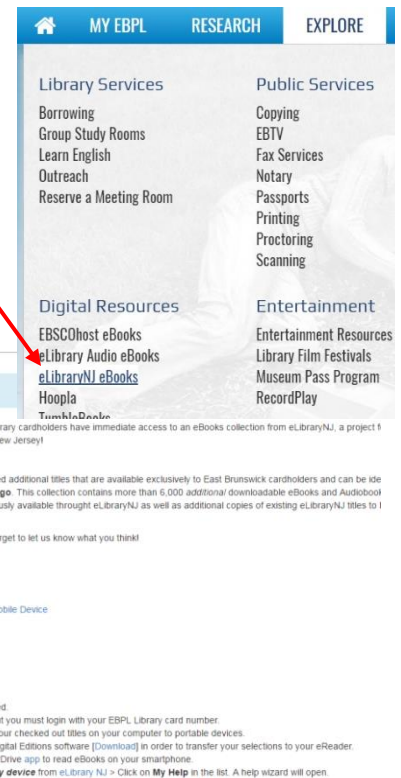 MY EBPL RESEARCH EXPLORE
Library Services
Borrowing
Group Study Rooms
Learn English
Outreach
Reserve a Meeting Room
Public Services
Copying
EBTV
Fax Services
Notary
Passports
Printing
Proctoring
Scanning
Digital Resources
EBSCOhost eBooks
eLibrary Audio eBooks
eLibraryNJ eBooks
Hoopla
TumbleBooks
Entertainment
Entertainment Resources
Library Film Festivals
Museum Pass Program
RecordPlay
rary cardholders have immediate access to an eBooks collection from eLibraryNJ, a project
ew Jersey!
ed additional titles that are available exclusively to East Brunswick cardholders and can be ide
go. This collection contains more than 6,000 additional downloadable eBooks and Audiobook
usly available throught eLibraryNJ as well as additional copies of existing eLibraryNJ titles to
rget to let us know what you think!
obile Device
ed.
t you must login with your EBPL Library card number.
our checked out titles on your computer to portable devices.
gital Editions software [Download] in order to transfer your selections to your eReader.
Drive app to read eBooks on your smartphone.
y device from eLibrary NJ > Click on My Help in the list. A help wizard will open.